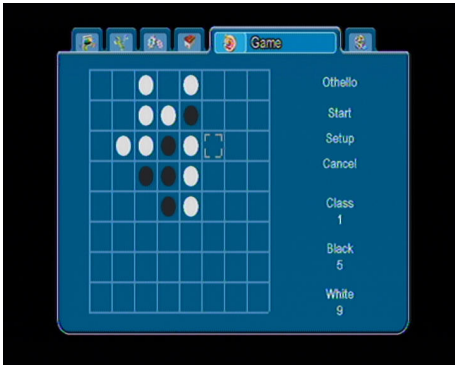 Game
Othello
Start
Setup
Cancel
Class
1
Black
5
White
9